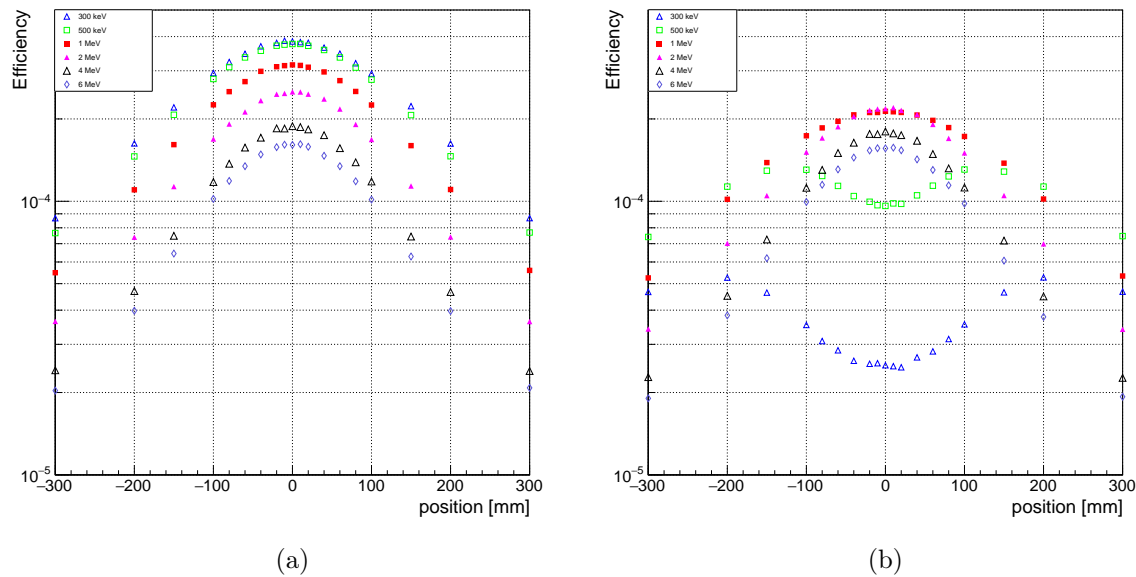 Efficiency
300 keV
500 keV
1 MeV
2 MeV
4 MeV
6 MeV
10⁻⁴
10⁻⁵
−300 −200 −100 0 100 200 300
position [mm]
(a)
Efficiency
300 keV
500 keV
1 MeV
2 MeV
4 MeV
6 MeV
10⁻⁴
10⁻⁵
−300 −200 −100 0 100 200 300
position [mm]
(b)